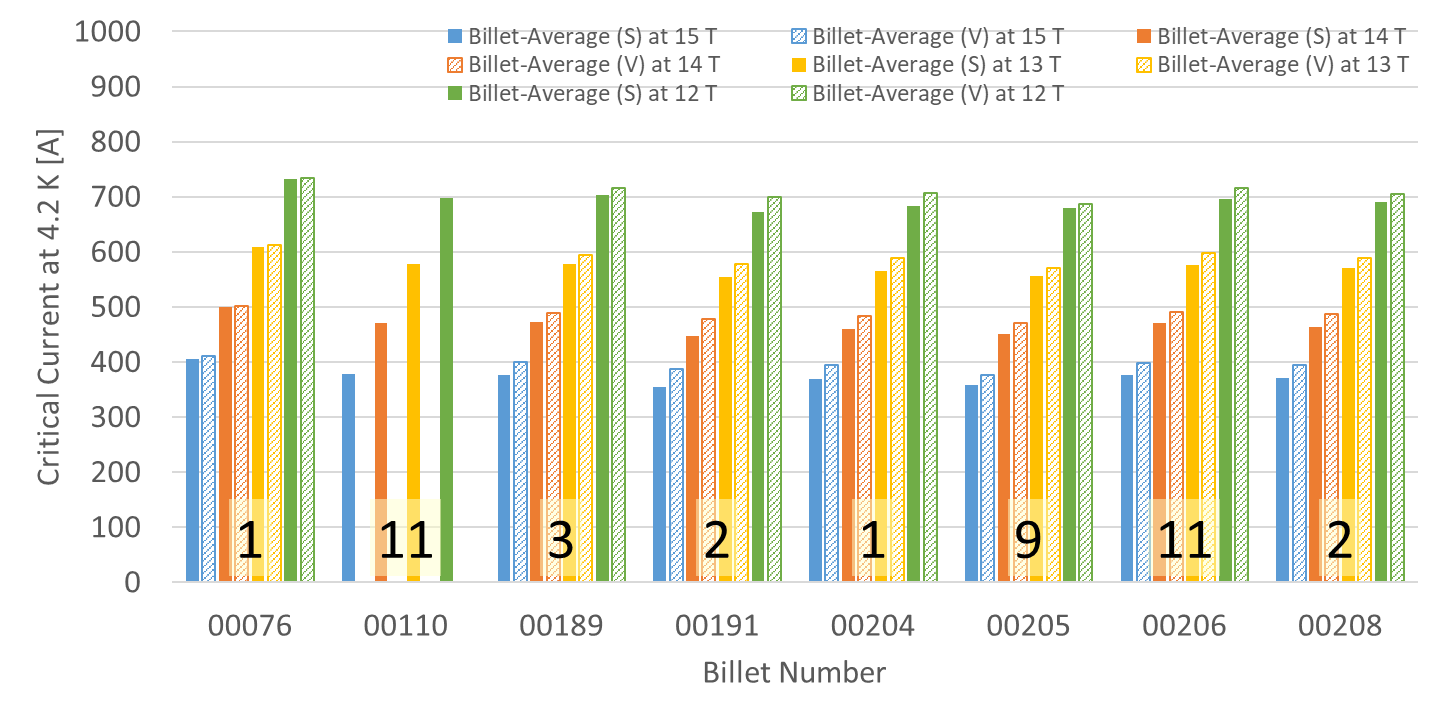 1000
900
800
700
600
500
400
300
200
100
0
Critical Current at 4.2 K [A]
Billet-Average (S) at 15 T Billet-Average (V) at 15 T Billet-Average (S) at 14 T
Billet-Average (V) at 14 T Billet-Average (S) at 13 T Billet-Average (V) at 13 T
Billet-Average (S) at 12 T Billet-Average (V) at 12 T
1 11 3 2 1 9 11 2
00076 00110 00189 00191 00204 00205 00206 00208
Billet Number